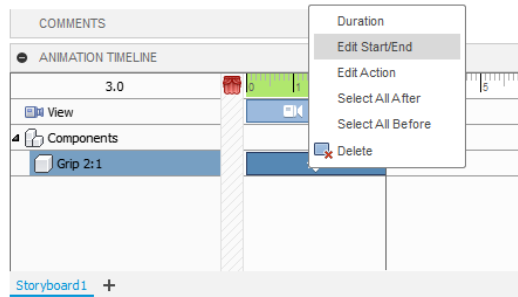 COMMENTS
ANIMATION TIMELINE
3.0
0 1 5
View
Components
Grip 2:1
Duration
Edit Start/End
Edit Action
Select All After
Select All Before
Delete
Storyboard1 +